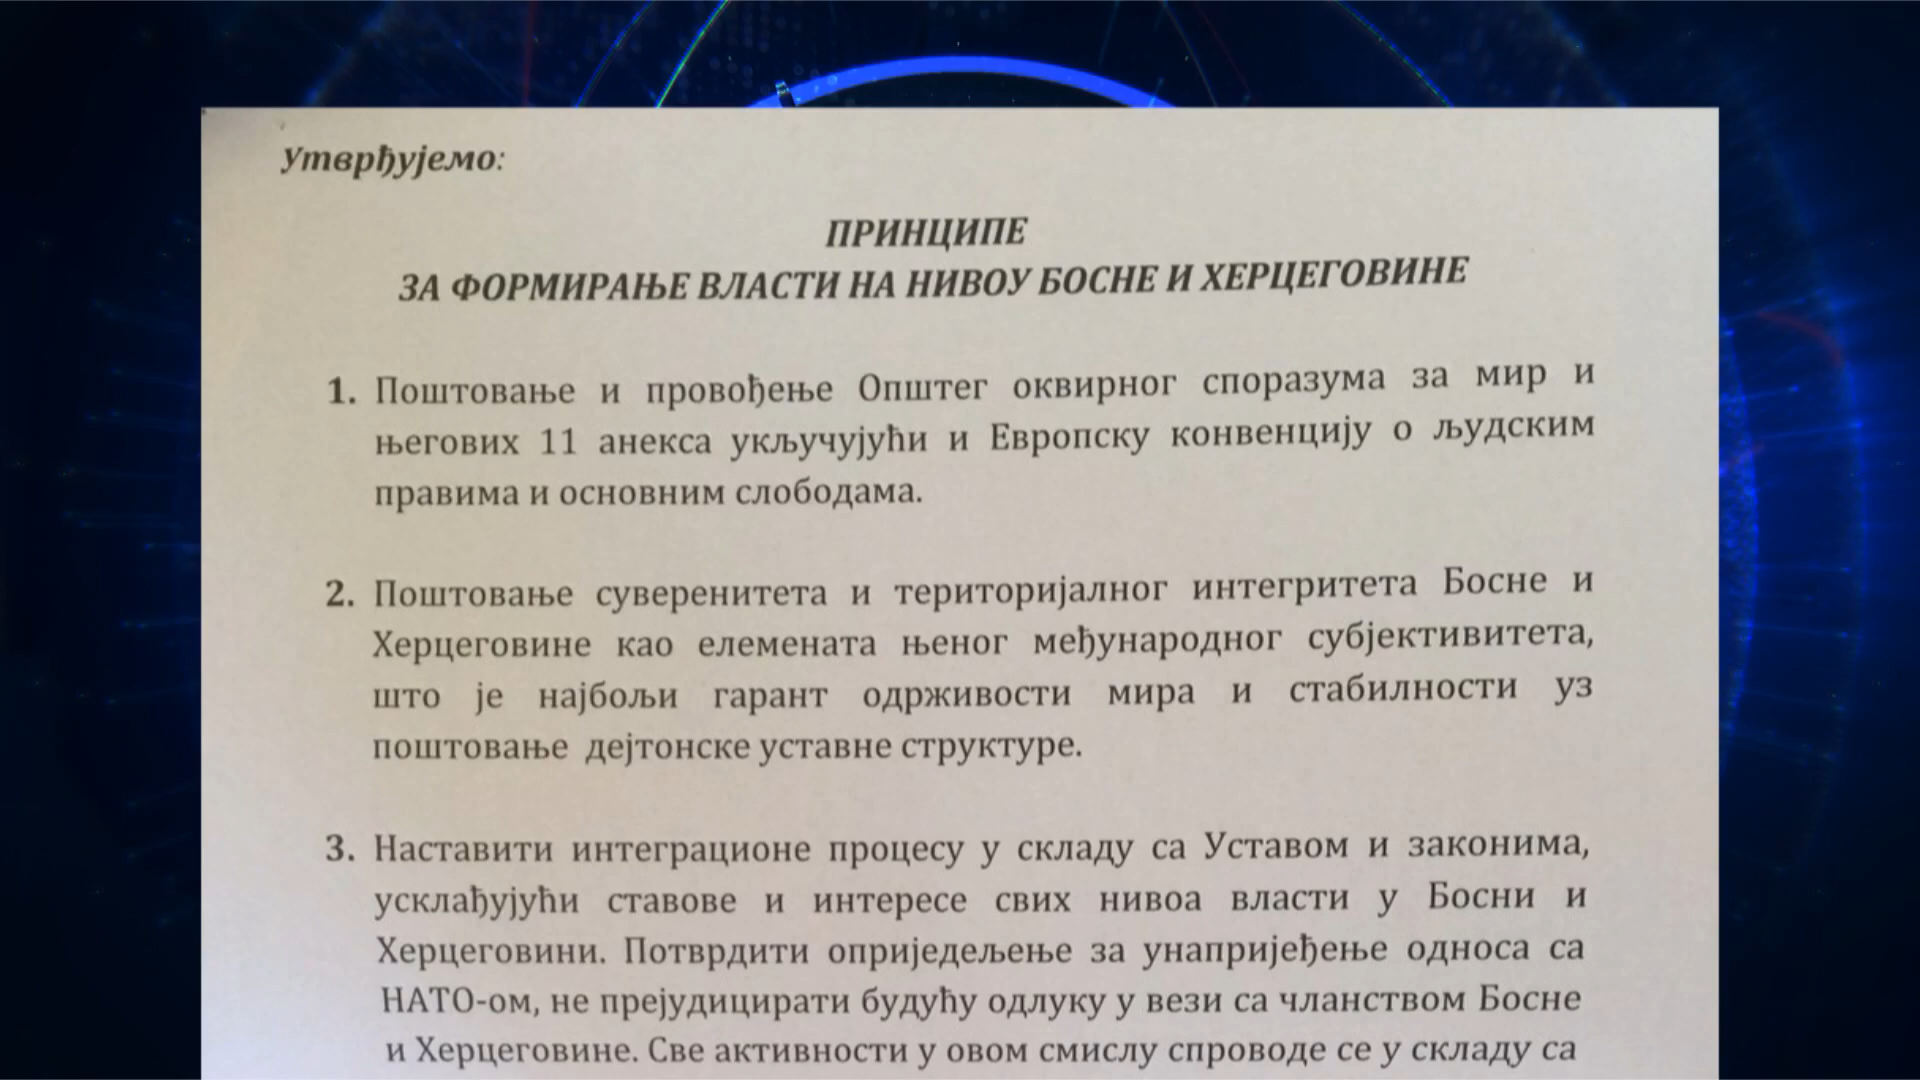 Утврђујемо:
ПРИНЦИПЕ
ЗА ФОРМИРАЊЕ ВЛАСТИ НА НИВОУ БОСНЕ И ХЕРЦЕГОВИНЕ
1. Поштовање и провођење Општег оквирног споразума за мир и
његових 11 анекса укључујући и Европску конвенцију о људским
правима и основним слободама.
2. Поштовање суверенитета и територијалног интегритета Босне и
Херцеговине као елемената њеног међународног субјективитета,
што је најбољи гарант одрживости мира и стабилности уз
поштовање дејтонске уставне структуре.
3. Наставити интеграционе процесу у складу са Уставом и законима,
усклађујући ставове и интересе свих нивоа власти у Босни и
Херцеговини. Потврдити оприједељење за унапријеђење односа са
НАТО-ом, не прејудицирати будућу одлуку у вези са чланством Босне
и Херцеговине. Све активности у овом смислу спроводе се у складу са